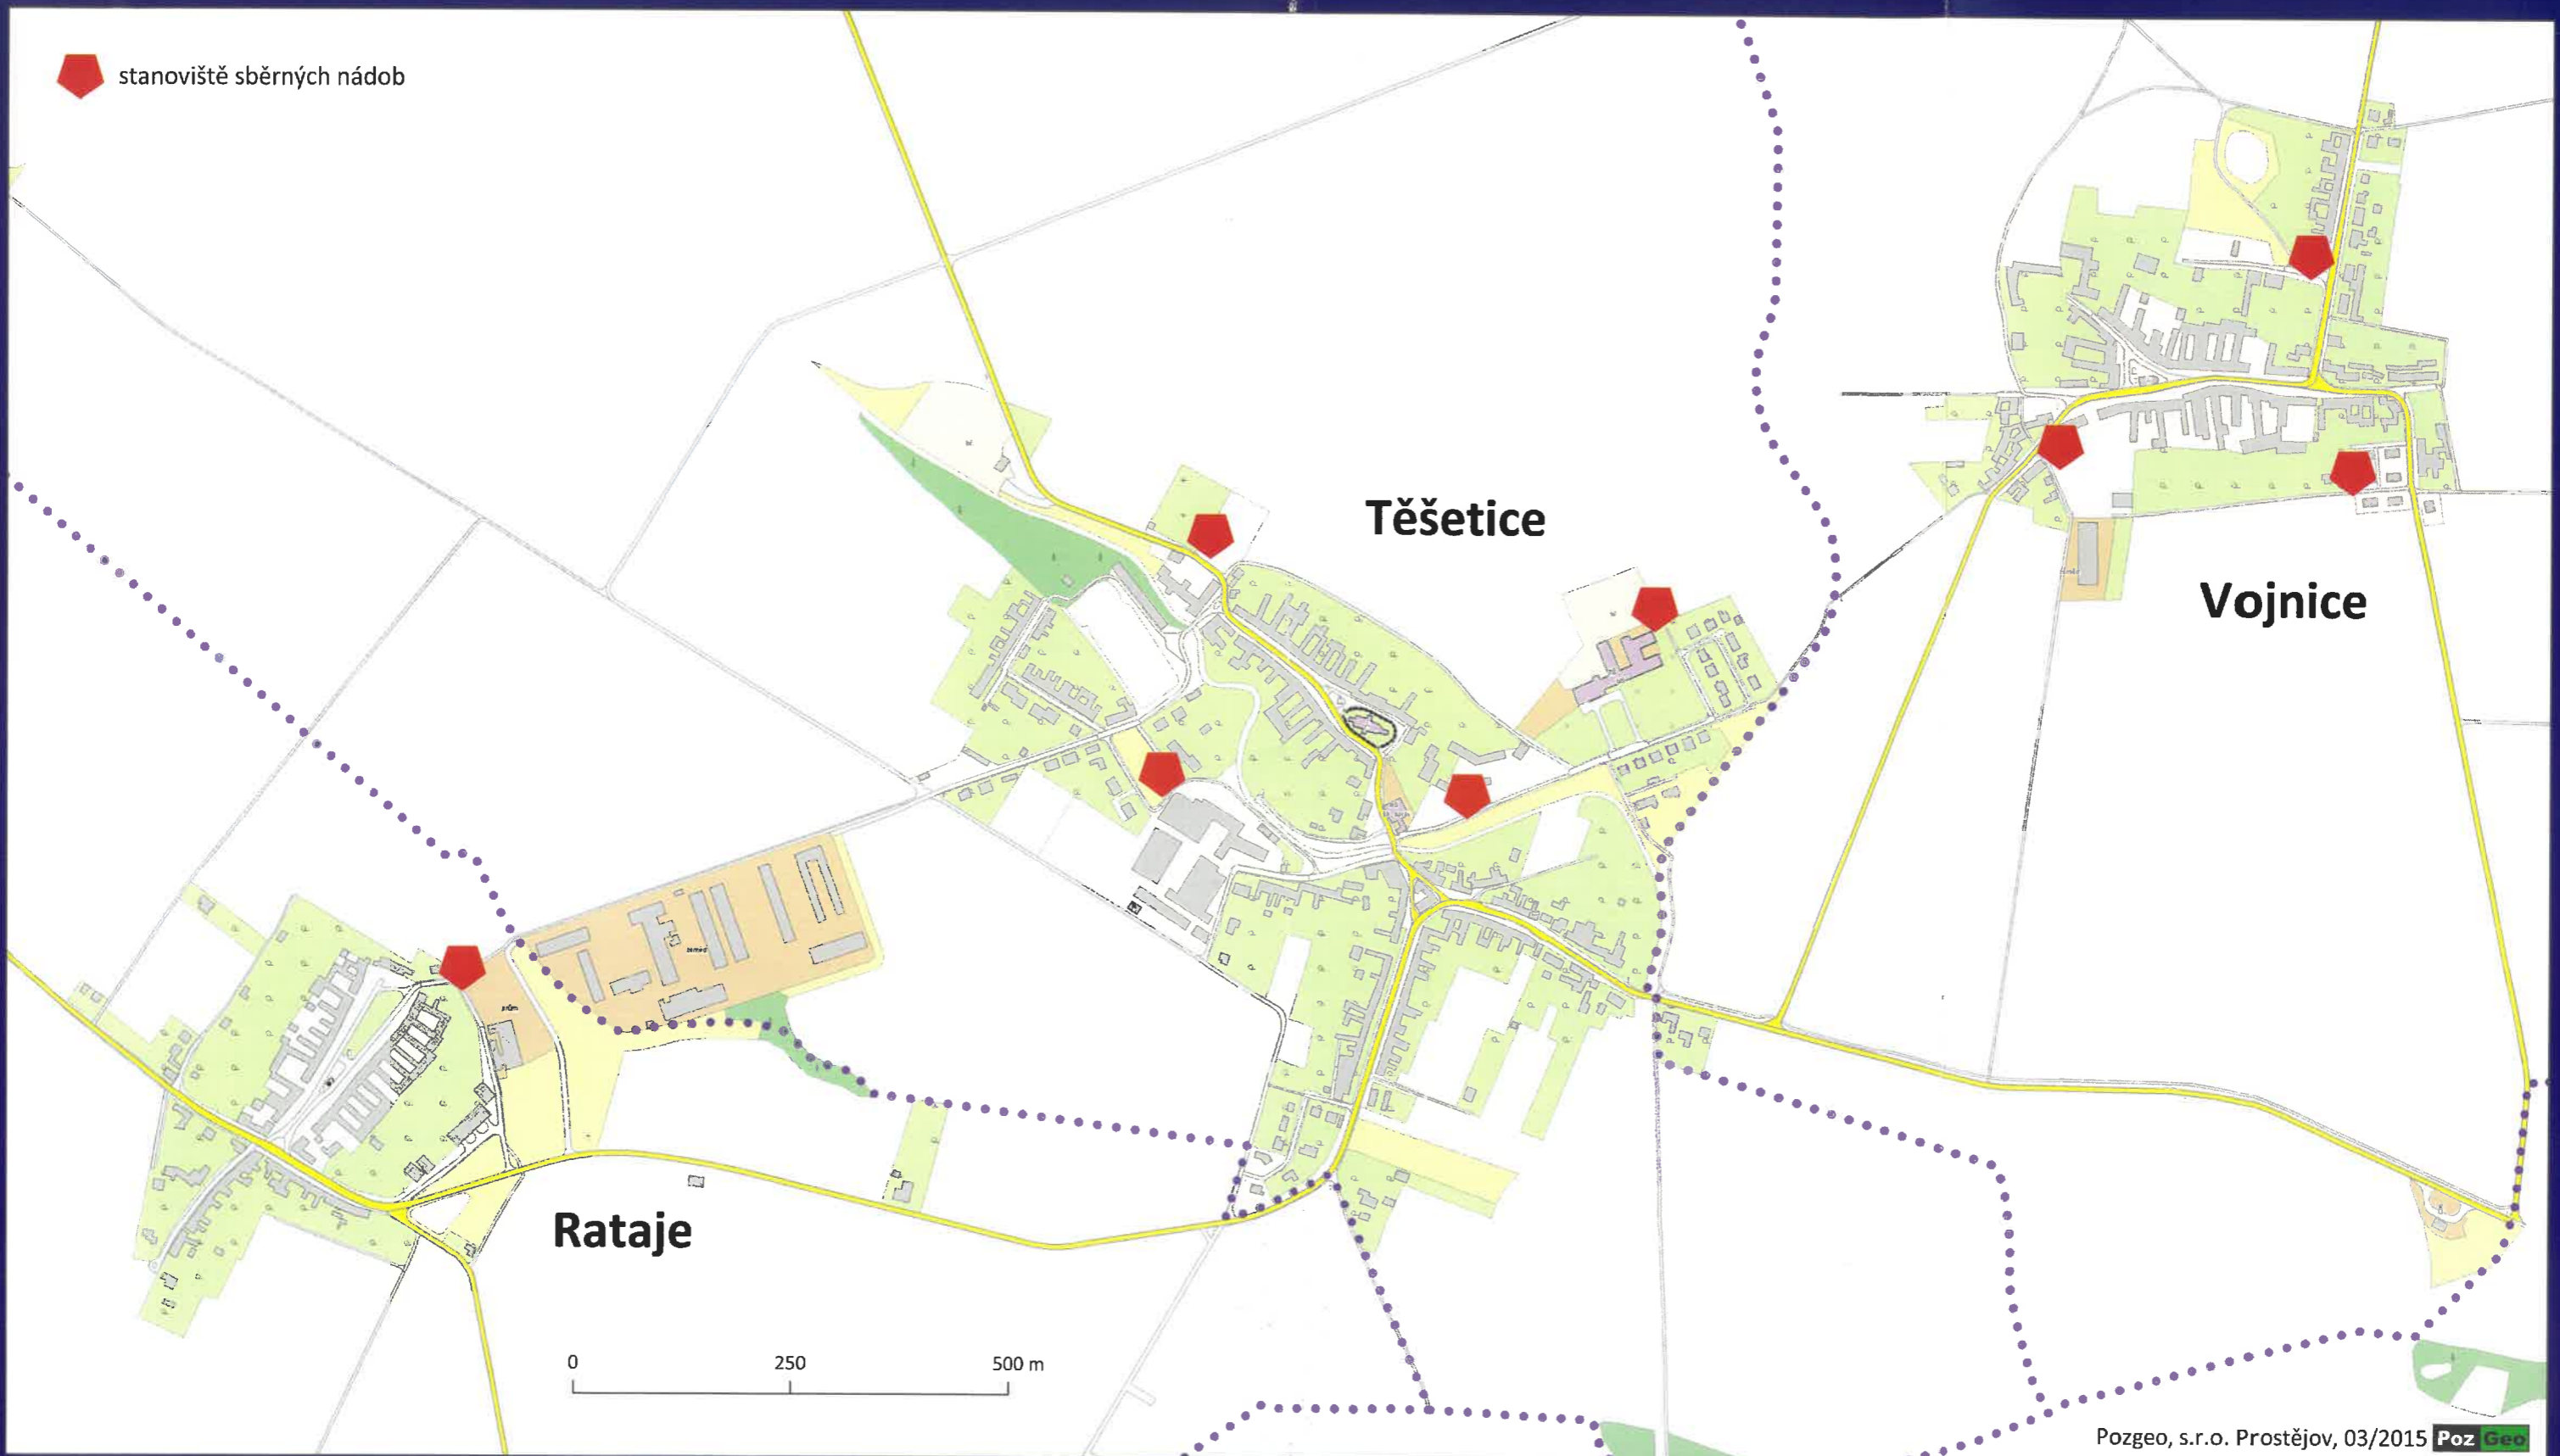 stanoviště sběrných nádob
Těšetice
Vojnice
Rataje
0 250 500 m
Pozgeo, s.r.o. Prostějov, 03/2015 Poz Geo